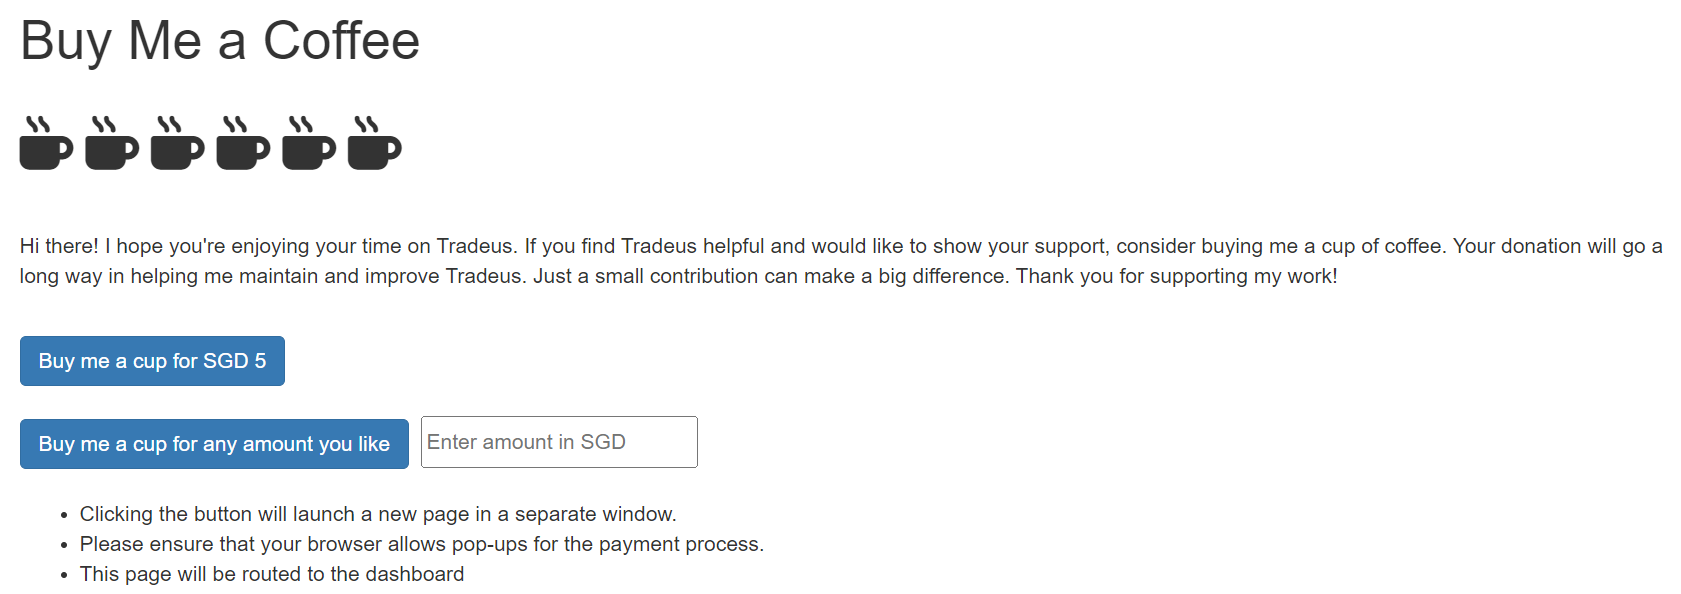 Buy Me a Coffee
Hi there! I hope you're enjoying your time on Tradeus. If you find Tradeus helpful and would like to show your support, consider buying me a cup of coffee. Your donation will go a
long way in helping me maintain and improve Tradeus. Just a small contribution can make a big difference. Thank you for supporting my work!
Buy me a cup for SGD 5
Buy me a cup for any amount you like
Enter amount in SGD
Clicking the button will launch a new page in a separate window.
Please ensure that your browser allows pop-ups for the payment process.
This page will be routed to the dashboard